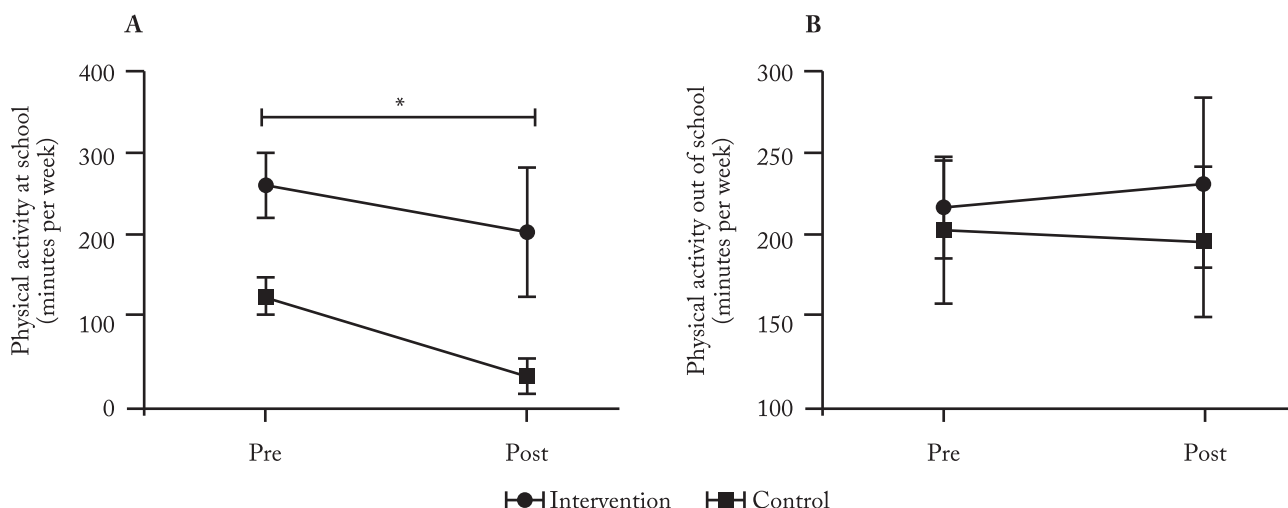 A
Physical activity at school
(minutes per week)
400
300
200
100
0
*
Pre
Post
B
Physical activity out of school
(minutes per week)
300
250
200
150
100
Pre
Post
Intervention
Control